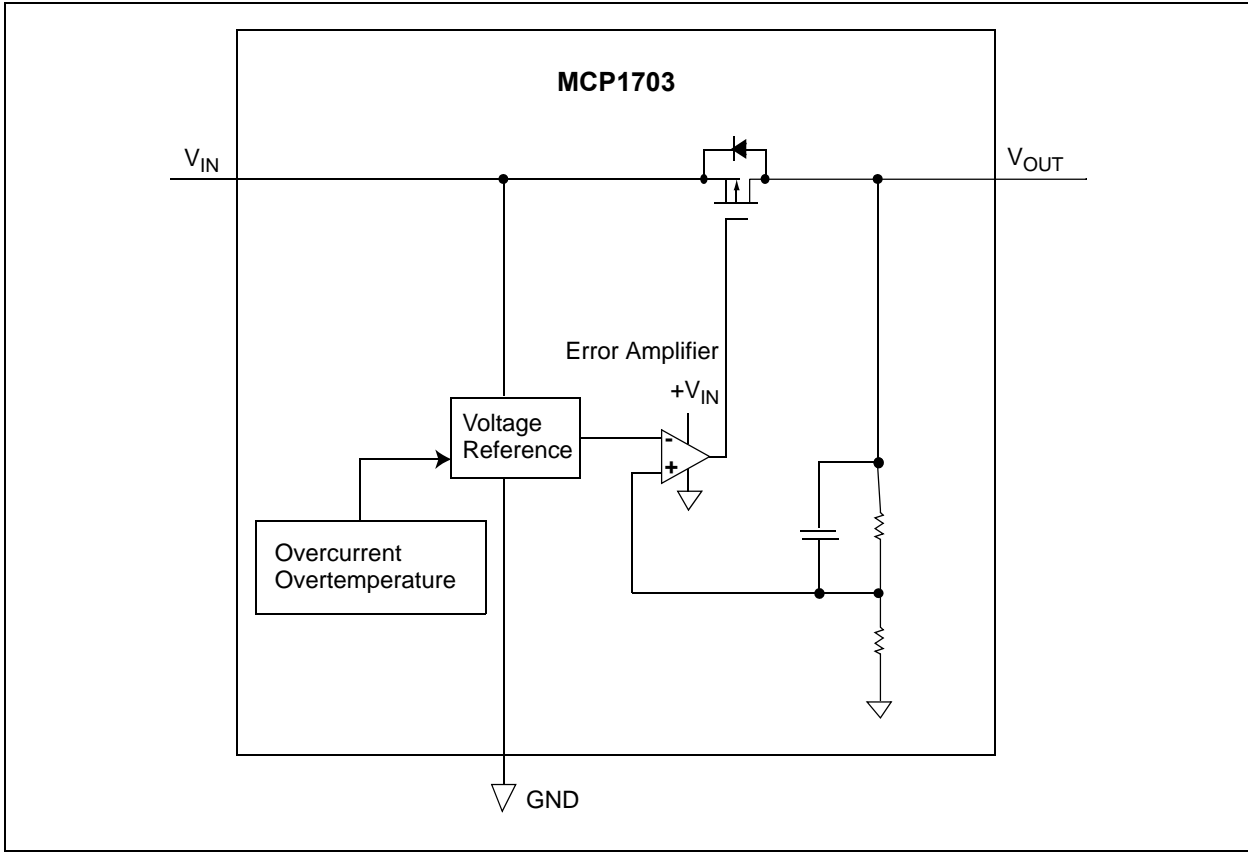 MCP1703
VIN
VOUT
Error Amplifier
+VIN
Voltage
Reference
-
+
Overcurrent
Overtemperature
GND